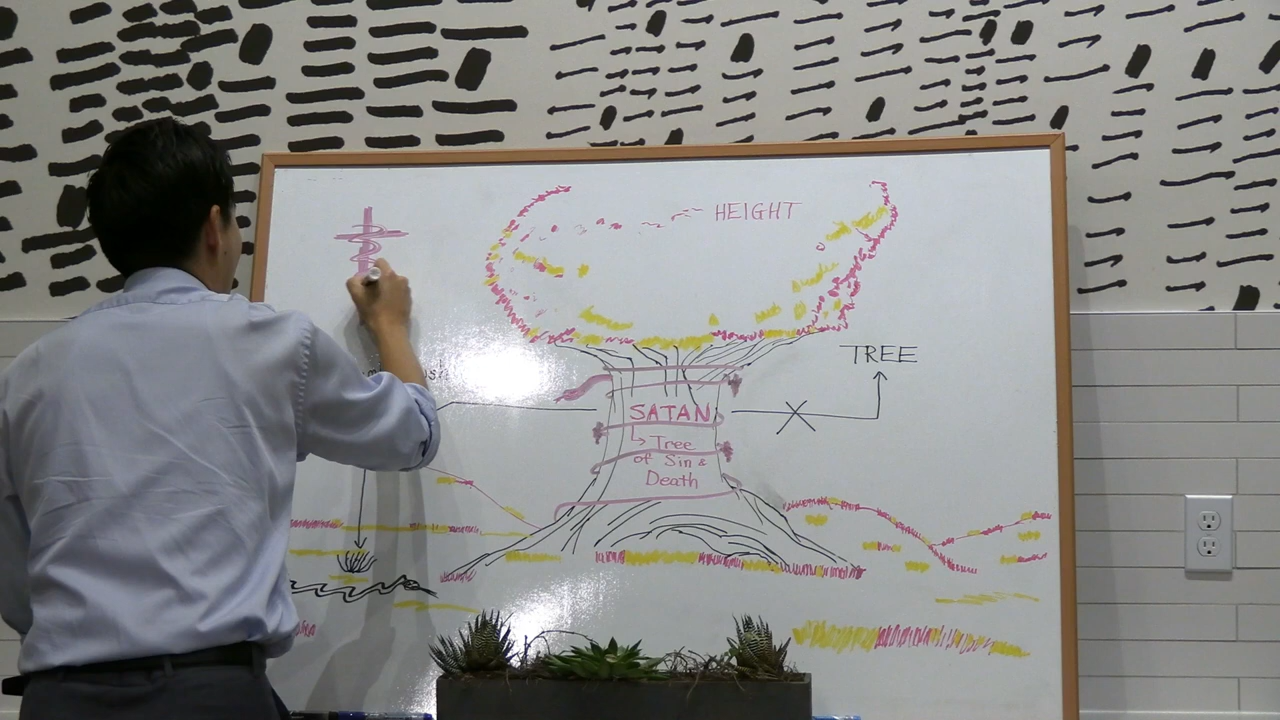 HEIGHT
TREE
SATAN
↳ Tree
of Sin &
Death